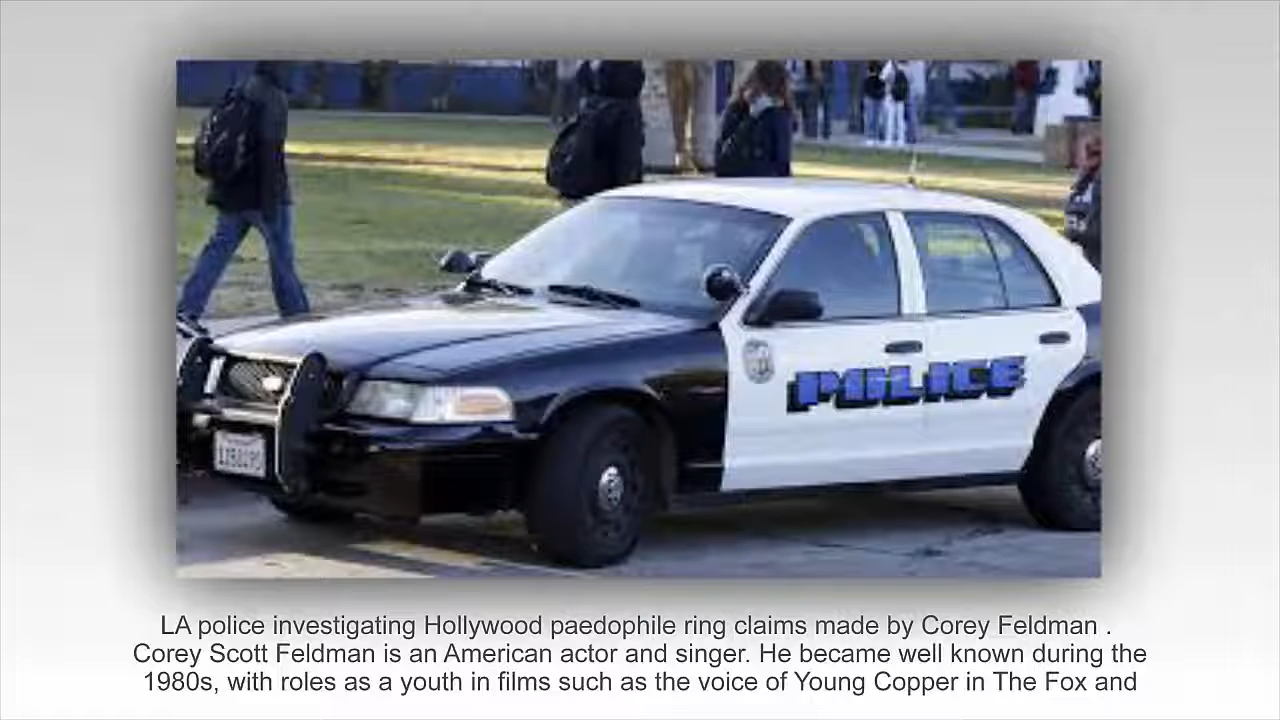 POLICE
LA police investigating Hollywood paedophile ring claims made by Corey Feldman .
Corey Scott Feldman is an American actor and singer. He became well known during the
1980s, with roles as a youth in films such as the voice of Young Copper in The Fox and